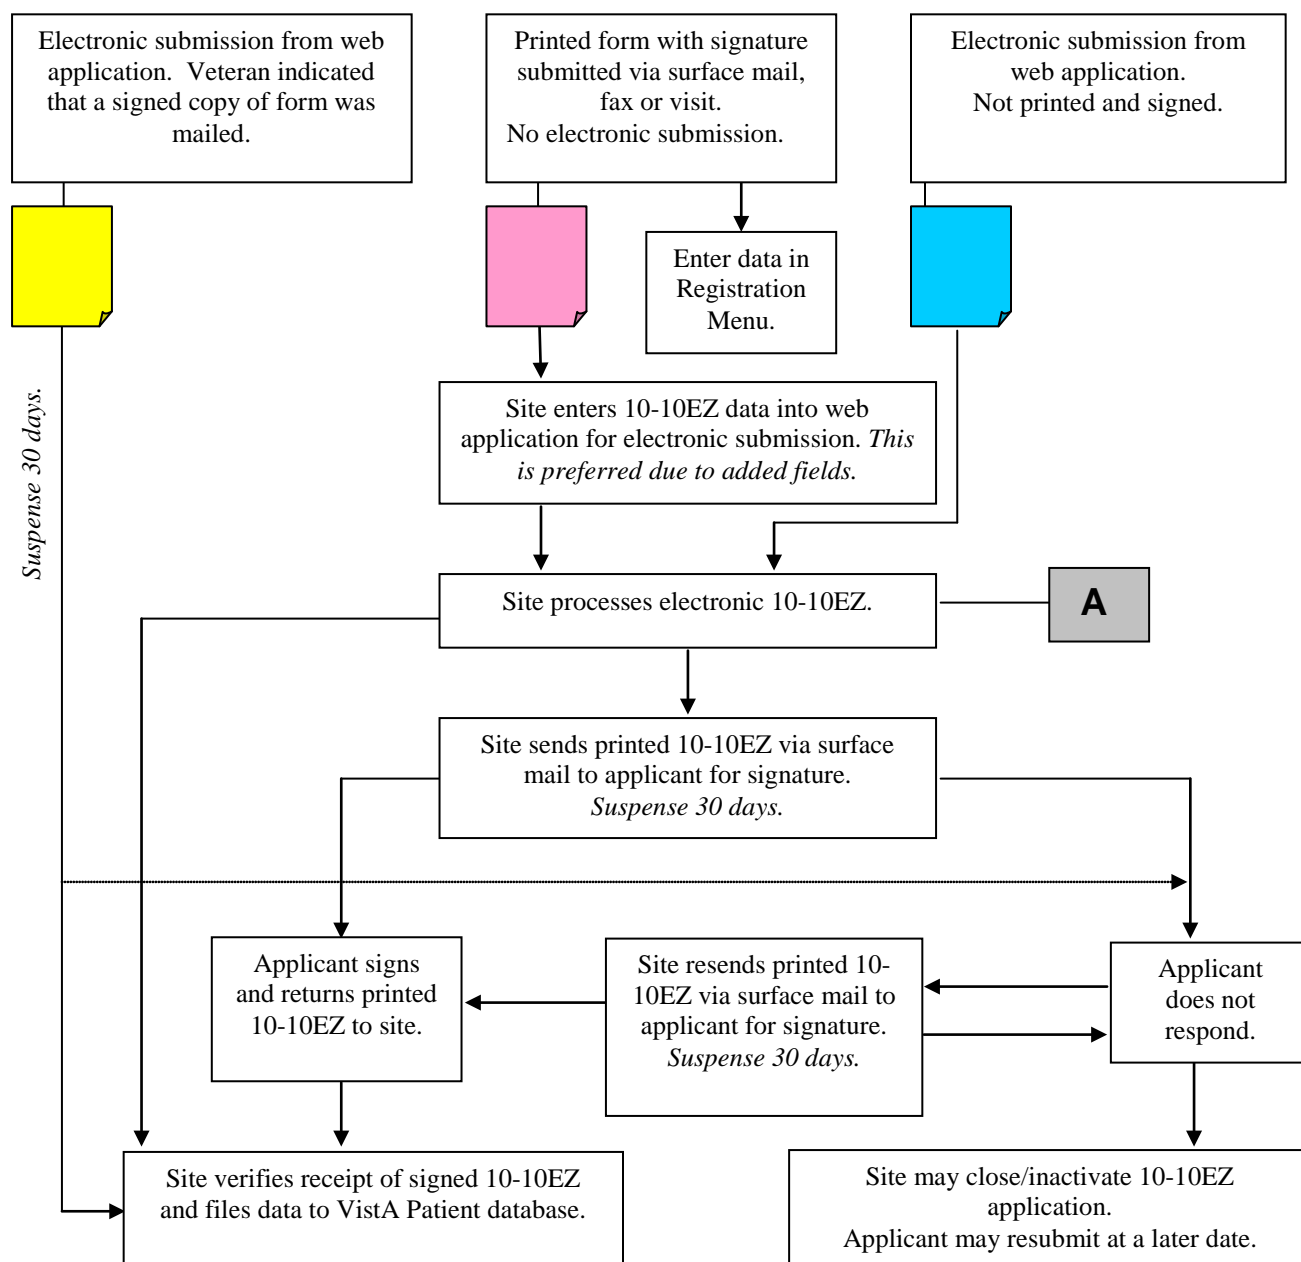 Electronic submission from web
application. Veteran indicated
that a signed copy of form was
mailed.
Printed form with signature
submitted via surface mail,
fax or visit.
No electronic submission.
Electronic submission from
web application.
Not printed and signed.
Enter data in
Registration
Menu.
Suspense 30 days.
Site enters 10-10EZ data into web
application for electronic submission. This
is preferred due to added fields.
Site processes electronic 10-10EZ.
A
Site sends printed 10-10EZ via surface
mail to applicant for signature.
Suspense 30 days.
Applicant signs
and returns printed
10-10EZ to site.
Site resends printed 10-
10EZ via surface mail to
applicant for signature.
Suspense 30 days.
Applicant
does not
respond.
Site verifies receipt of signed 10-10EZ
and files data to VistA Patient database.
Site may close/inactivate 10-10EZ
application.
Applicant may resubmit at a later date.